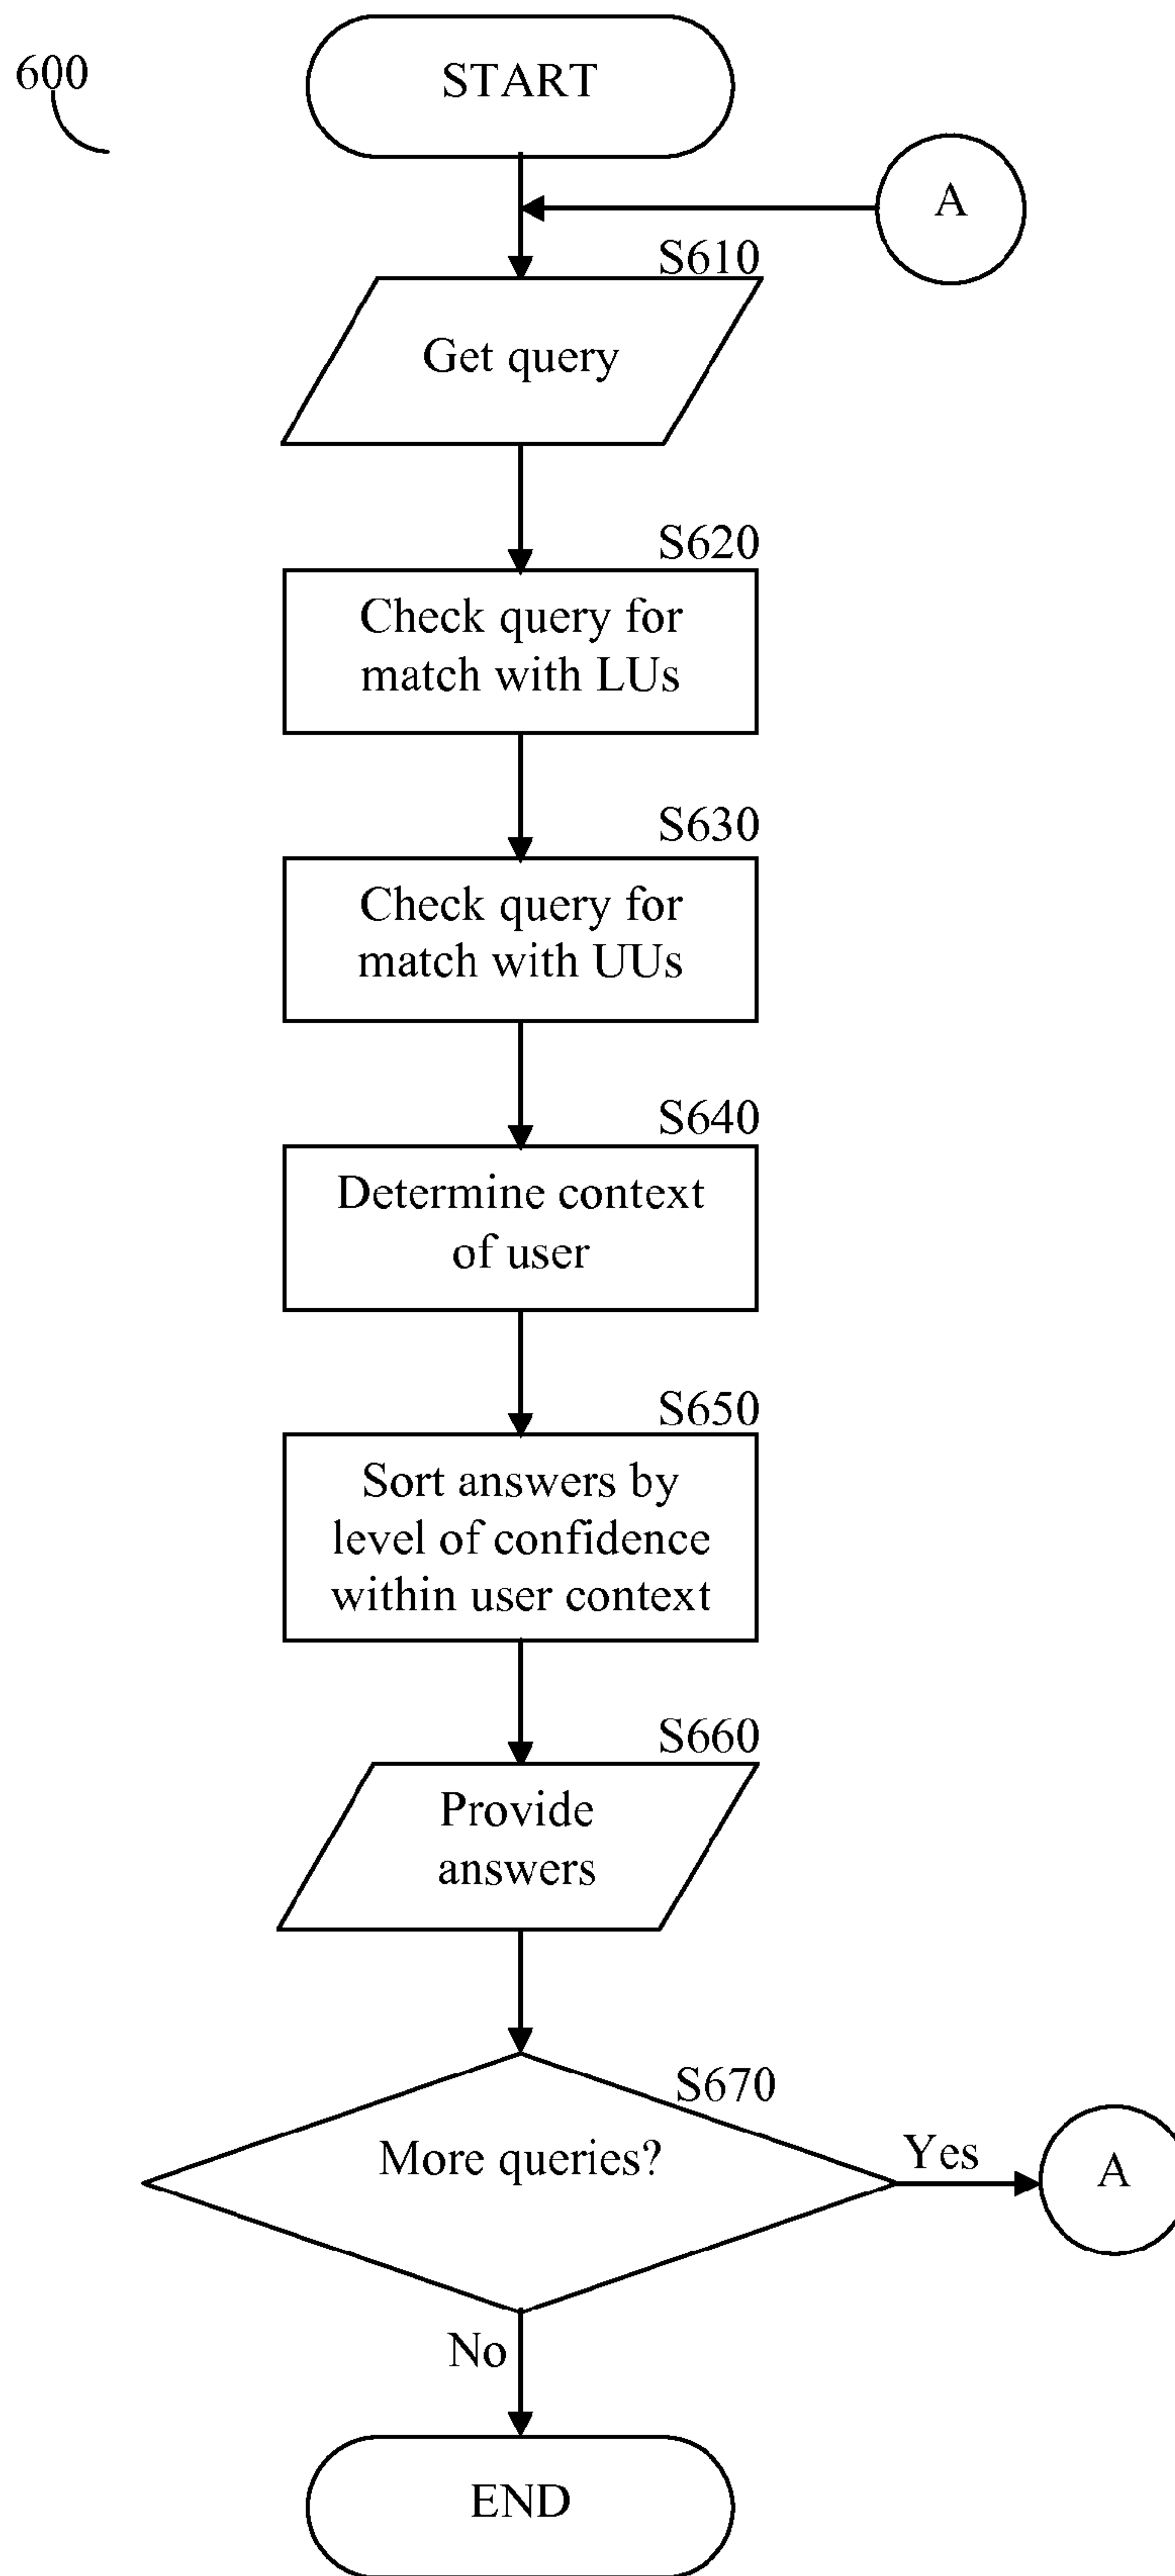 600
START
A
S610
Get query
S620
Check query for
match with LUs
S630
Check query for
match with UUs
S640
Determine context
of user
S650
Sort answers by
level of confidence
within user context
S660
Provide
answers
S670
More queries?
Yes
A
No
END